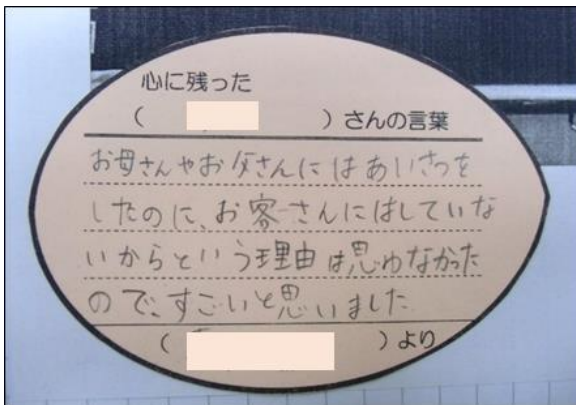 心に残った
( ) さんの言葉
お母さんやお父さんにはあいさつを
したのに、お客さんにはしていな
いからという理由は思わなかった
ので、すごいと思いました
( ) より